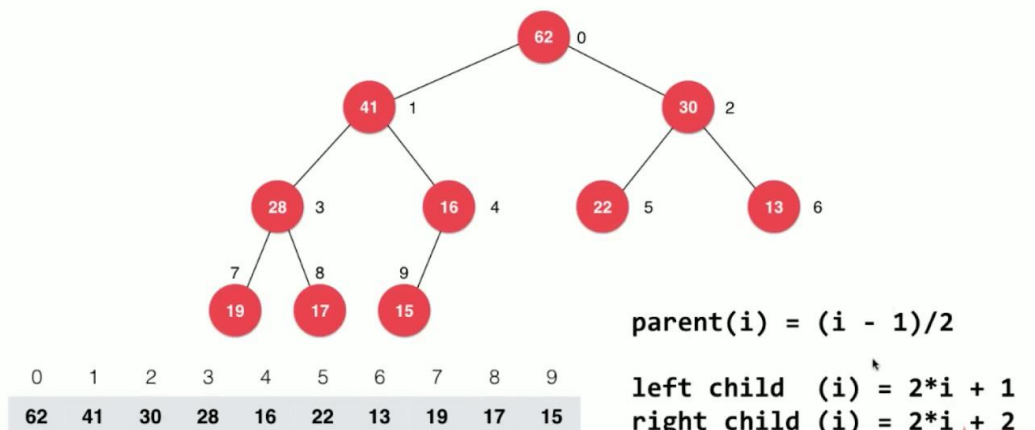 62 0
41 1 30 2
28 3 16 4 22 5 13 6
7 8 9
19 17 15
parent(i) = (i - 1)/2
0 1 2 3 4 5 6 7 8 9
left child (i) = 2*i + 1
62 41 30 28 16 22 13 19 17 15
right child (i) = 2*i + 2